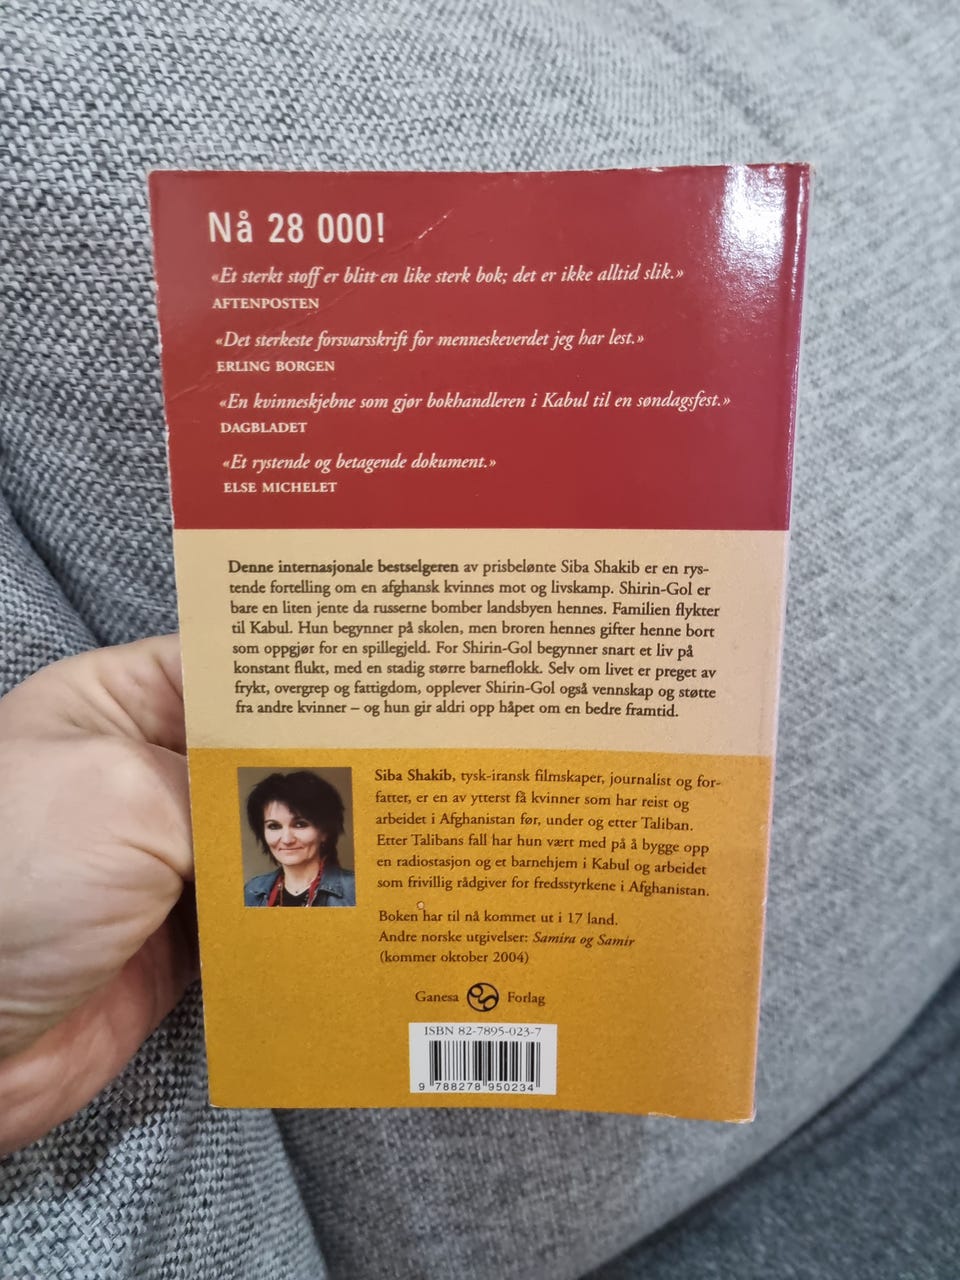 Nå 28 000!
«Et sterkt stoff er blitt en like sterk bok; det er ikke alltid slik.»
AFTENPOSTEN
«Det sterkeste forsvarsskrift for menneskeverdet jeg har lest.»
ERLING BORGEN
«En kvinneskjebne som gjør bokhandleren i Kabul til en søndagsfest.»
DAGBLADET
«Et rystende og betagende dokument.»
ELSE MICHELET
Denne internasjonale bestselgeren av prisbelønte Siba Shakib er en rys-
tende fortelling om en afghansk kvinnes mot og livskamp. Shirin-Gol er
bare en liten jente da russerne bomber landsbyen hennes. Familien flykter
til Kabul. Hun begynner på skolen, men broren hennes gifter henne bort
som oppgjør for en spillegjeld. For Shirin-Gol begynner snart et liv på
konstant flukt, med en stadig større barneflokk. Selv om livet er preget av
frykt, overgrep og fattigdom, opplever Shirin-Gol også vennskap og støtte
fra andre kvinner – og hun gir aldri opp håpet om en bedre framtid.
Siba Shakib, tysk-iransk filmskaper, journalist og for-
fatter, er en av ytterst få kvinner som har reist og
arbeidet i Afghanistan før, under og etter Taliban.
Etter Talibans fall har hun vært med på å bygge opp
en radiostasjon og et barnehjem i Kabul og arbeidet
som frivillig rådgiver for fredsstyrkene i Afghanistan.
Boken har til nå kommet ut i 17 land.
Andre norske utgivelser: Samira og Samir
(kommer oktober 2004)
Ganesa Forlag
ISBN 82-7895-023-7
9 788278 950234